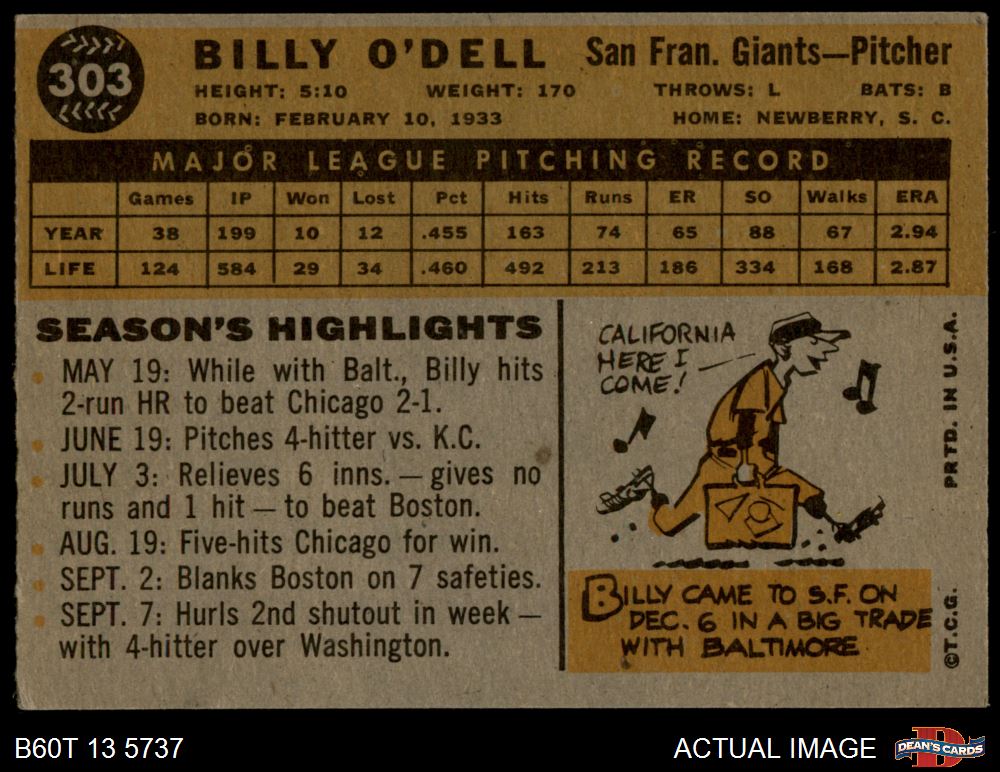 303
BILLY O'DELL San Fran. Giants—Pitcher
HEIGHT: 5:10 WEIGHT: 170 THROWS: L BATS: B
BORN: FEBRUARY 10, 1933 HOME: NEWBERRY, S. C.
MAJOR LEAGUE PITCHING RECORD
Games IP Won Lost Pct Hits Runs ER SO Walks ERA
YEAR 38 199 10 12 .455 163 74 65 88 67 2.94
LIFE 124 584 29 34 .460 492 213 186 334 168 2.87
SEASON'S HIGHLIGHTS
MAY 19: While with Balt., Billy hits
2-run HR to beat Chicago 2-1.
JUNE 19: Pitches 4-hitter vs. K.C.
JULY 3: Relieves 6 inns. — gives no
runs and 1 hit — to beat Boston.
AUG. 19: Five-hits Chicago for win.
SEPT. 2: Blanks Boston on 7 safeties.
SEPT. 7: Hurls 2nd shutout in week —
with 4-hitter over Washington.
CALIFORNIA
HERE I
COME!
BILLY CAME TO S.F. ON
DEC. 6 IN A BIG TRADE
WITH BALTIMORE
©T.C.G. PRTD. IN U.S.A.
B60T 13 5737 ACTUAL IMAGE
D
DEAN'S CARDS